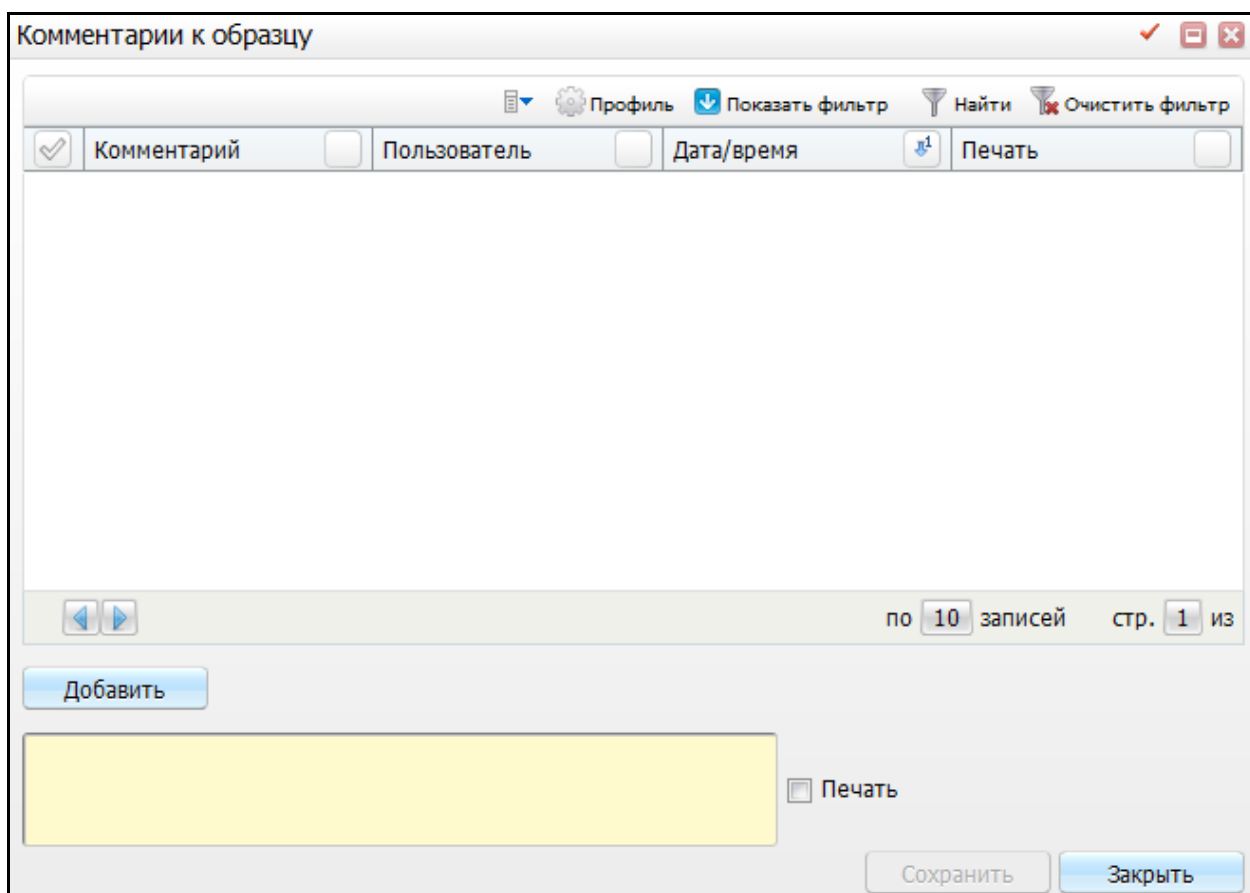 Комментарии к образцу
Профиль Показать фильтр Найти Очистить фильтр
Комментарий Пользователь Дата/время 1 Печать
по 10 записей стр. 1 из
Добавить
Печать
Сохранить Закрыть